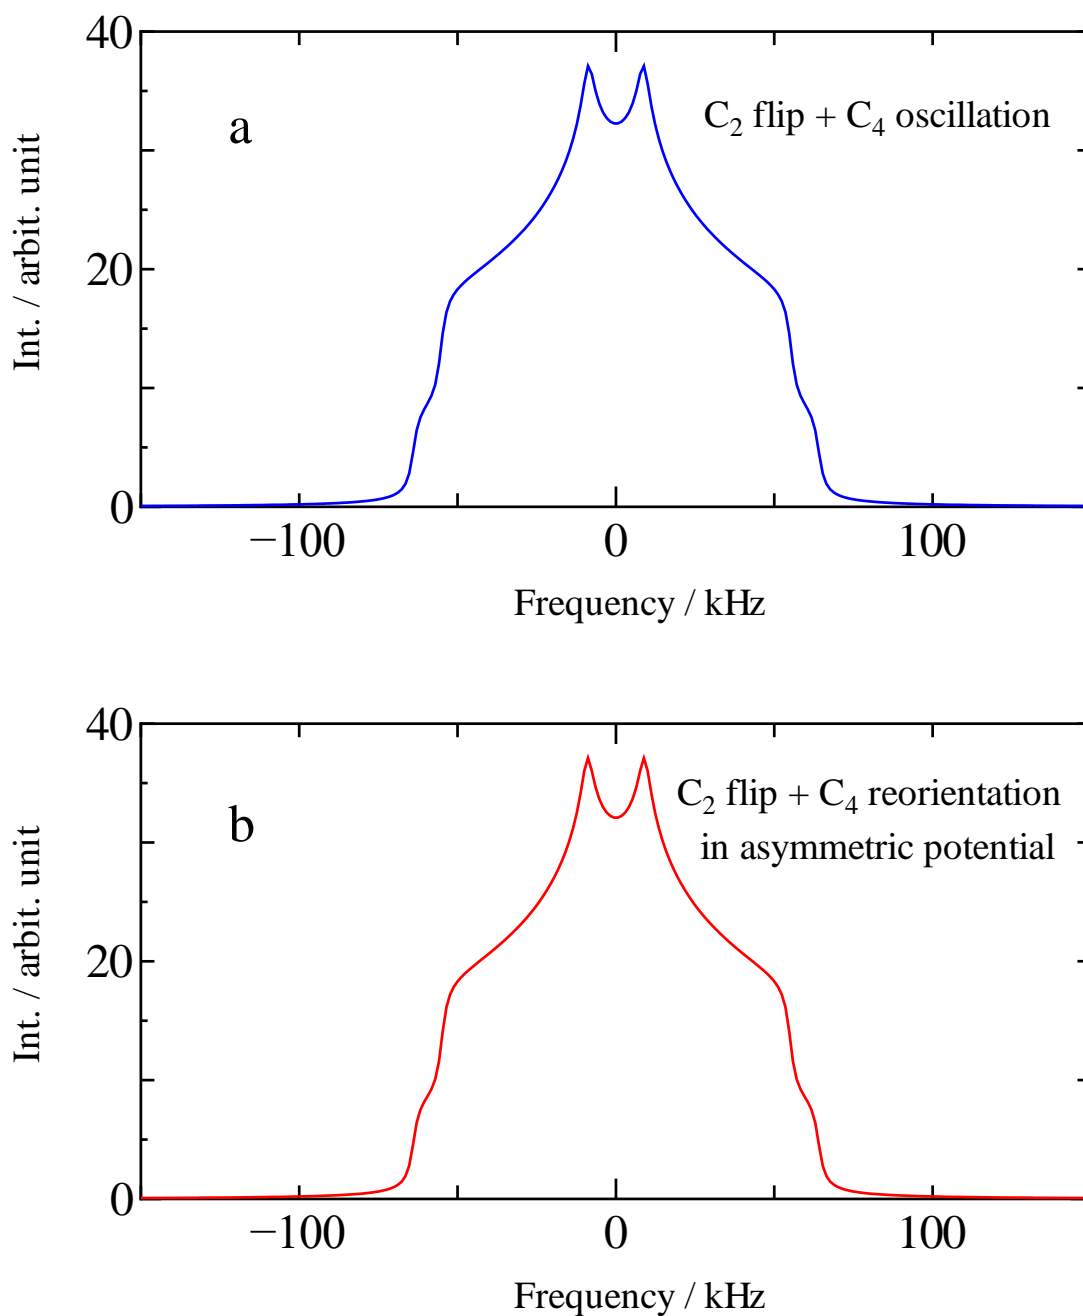 40
a
C₂ flip + C₄ oscillation
Int. / arbit. unit
20
0
−100
0
100
Frequency / kHz
40
b
C₂ flip + C₄ reorientation
in asymmetric potential
Int. / arbit. unit
20
0
−100
0
100
Frequency / kHz